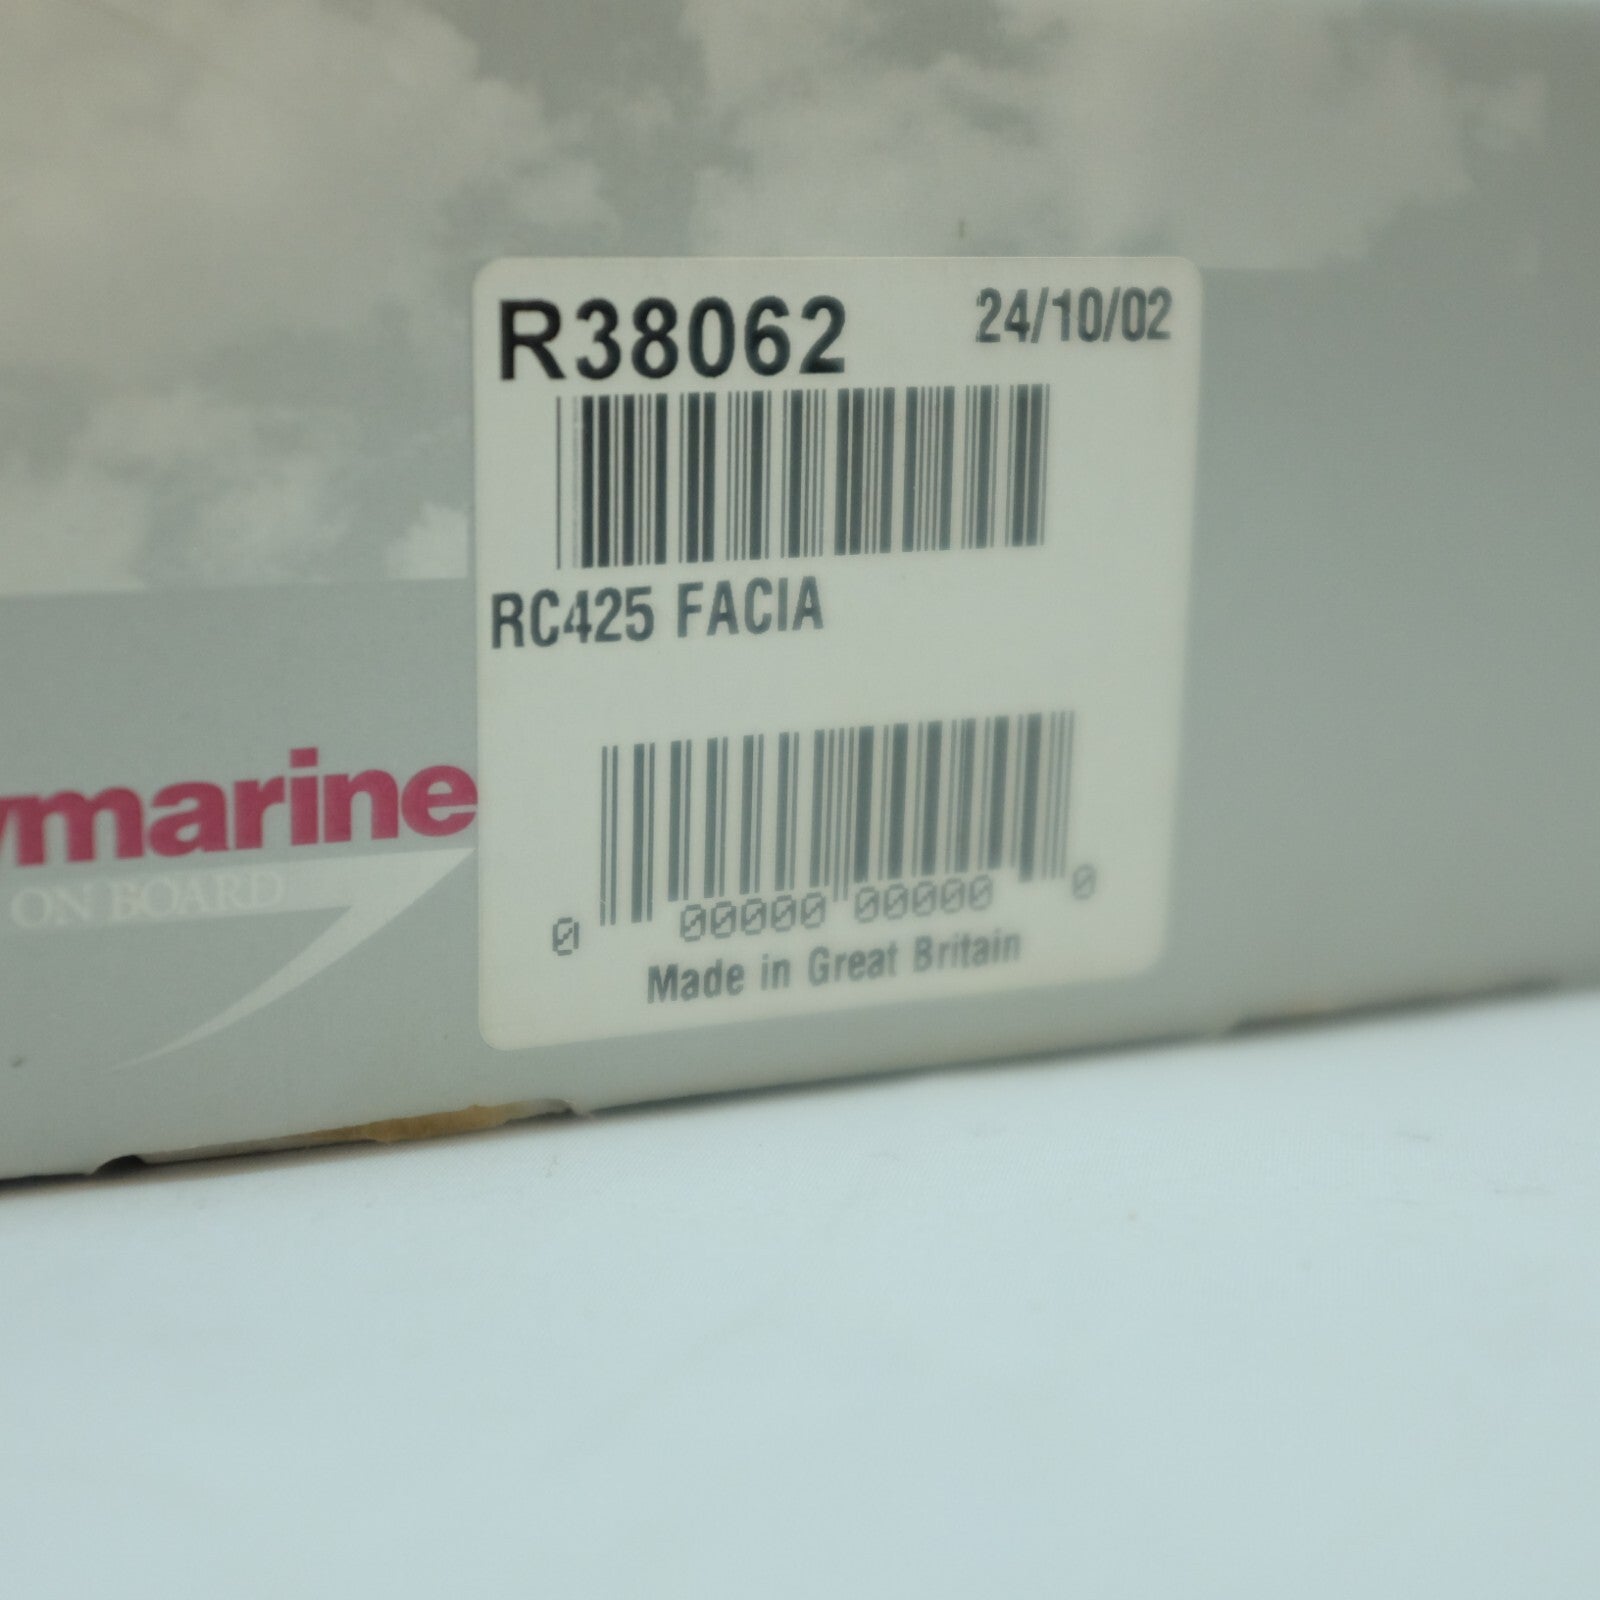 R38062
24/10/02
RC425 FACIA
ymarine
ON BOARD
0 00000 00000 0
Made in Great Britain